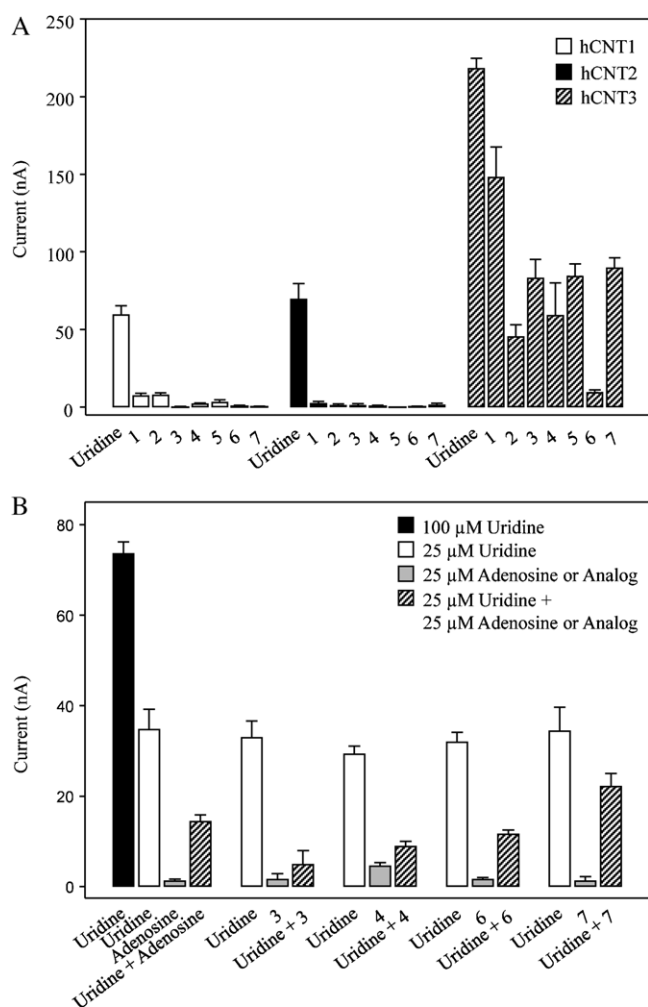 A
250
200
150
100
50
0
Current (nA)
hCNT1
hCNT2
hCNT3
Uridine 1 2 3 4 5 6 7 Uridine 1 2 3 4 5 6 7 Uridine 1 2 3 4 5 6 7
B
80
60
40
20
0
Current (nA)
100 µM Uridine
25 µM Uridine
25 µM Adenosine or Analog
25 µM Uridine +
25 µM Adenosine or Analog
Uridine
Uridine
Adenosine
Uridine + Adenosine
Uridine
3
Uridine + 3
Uridine
4
Uridine + 4
Uridine
6
Uridine + 6
Uridine
7
Uridine + 7